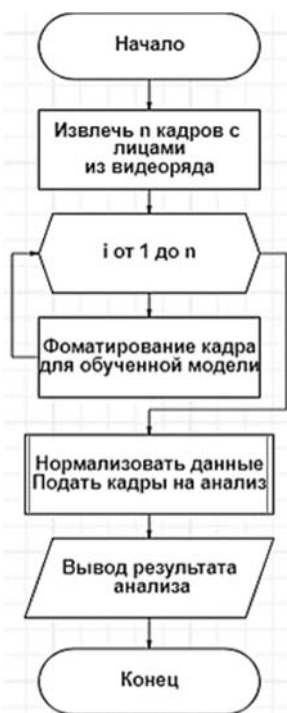 Начало
Извлечь n кадров с
лицами
из видеоряда
i от 1 до n
Фоматирование кадра
для обученной модели
Нормализовать данные
Подать кадры на анализ
Вывод результата
анализа
Конец